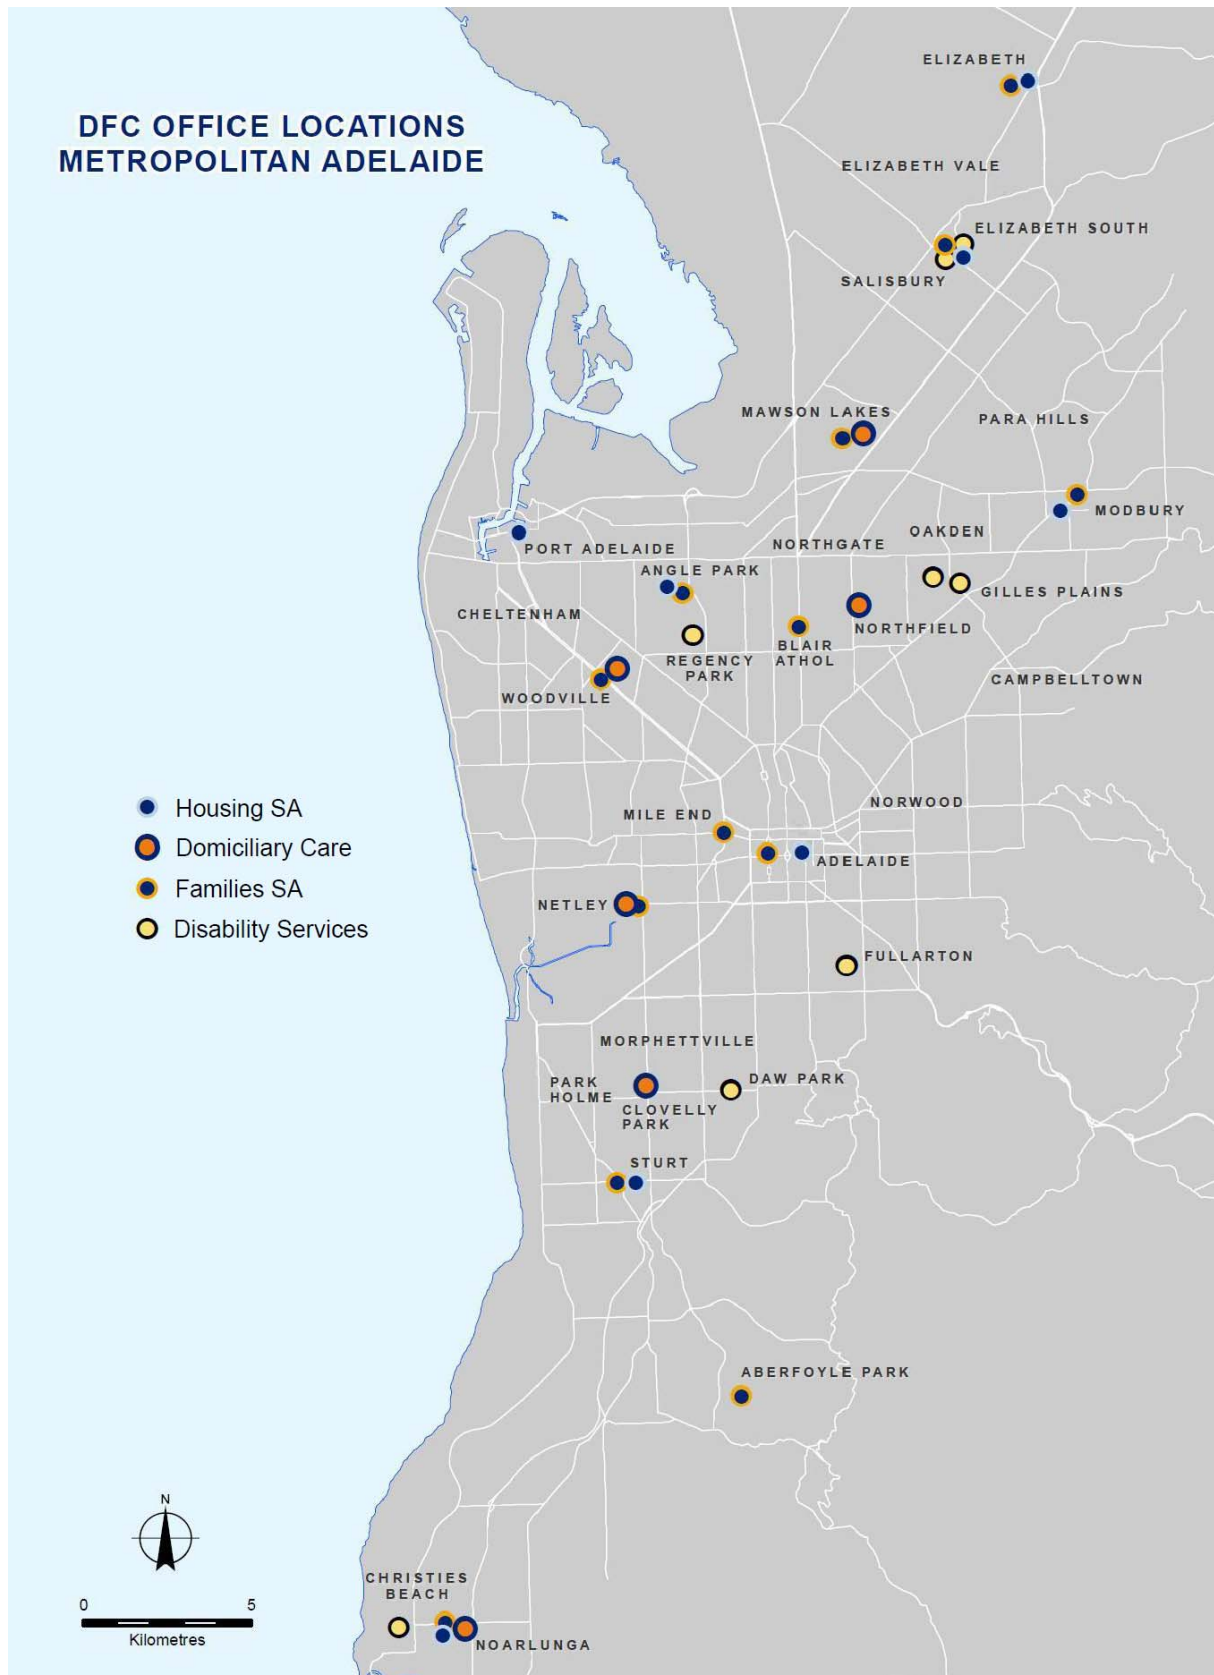 DFC OFFICE LOCATIONS
METROPOLITAN ADELAIDE
ELIZABETH
ELIZABETH VALE
ELIZABETH SOUTH
SALISBURY
MAWSON LAKES
PARA HILLS
MODBURY
OAKDEN
NORTHGATE
PORT ADELAIDE
ANGLE PARK
GILLES PLAINS
CHELTENHAM
NORTHFIELD
BLAIR
ATHOL
REGENCY
PARK
CAMPBELLTOWN
WOODVILLE
Housing SA
Domiciliary Care
Families SA
Disability Services
NORWOOD
MILE END
ADELAIDE
NETLEY
FULLARTON
MORPHETTVILLE
PARK
HOLME
DAW PARK
CLOVELLY
PARK
STURT
ABERFOYLE PARK
N
0 5
Kilometres
CHRISTIES
BEACH
NOARLUNGA